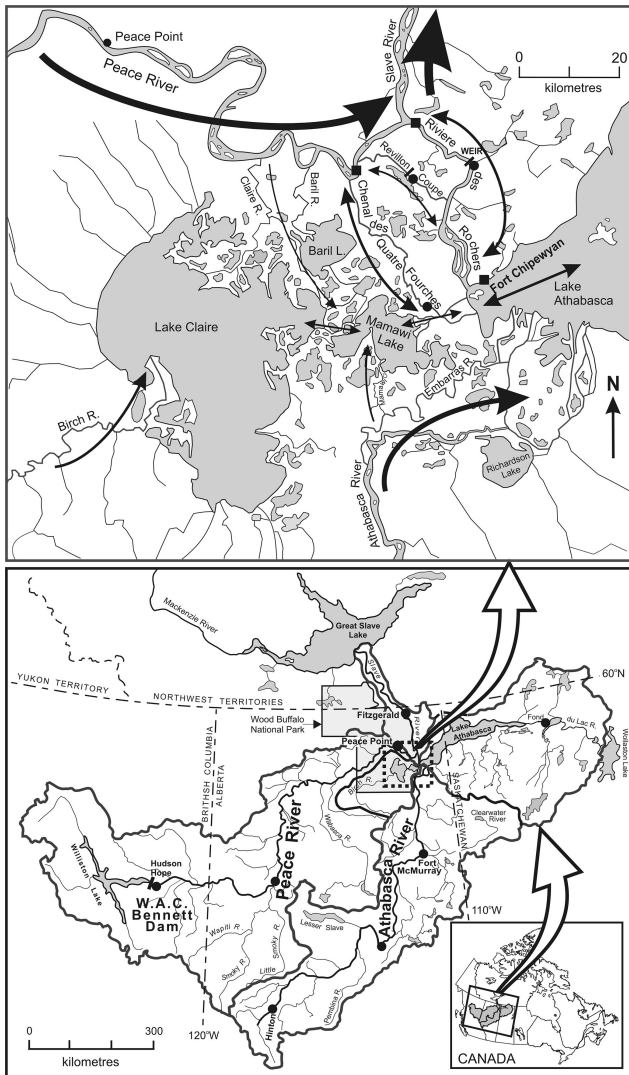 Peace Point
Peace River
Slave River
0 20
kilometres
Riviere
des
Rochers
WEIR
Revillon
Coupe
Chenal des
Quatre
Fourches
Claire R.
Baril R.
Baril L.
Fort Chipewyan
Lake
Athabasca
Lake Claire
Mamawi
Lake
Embarras R.
Birch R.
N
Athabasca River
Richardson
Lake
Mackenzie River
Great Slave
Lake
Slave
River
60°N
YUKON TERRITORY
NORTHWEST TERRITORIES
Wood Buffalo
National Park
Fitzgerald
Peace Point
Lake
Athabasca
Fond
du Lac R.
Wollaston Lake
BRITIHSH COLUMBIA
ALBERTA
SASKATCHEWAN
Birch R.
Wabasca R.
Clearwater
River
Fort
McMurray
Peace River
Athabasca River
Williston Lake
Hudson
Hope
W.A.C.
Bennett
Dam
Lesser Slave
Wapiti R.
Smoky R.
Smoky R.
Little
Pembina R.
Hinton
110°W
120°W
0 300
kilometres
CANADA